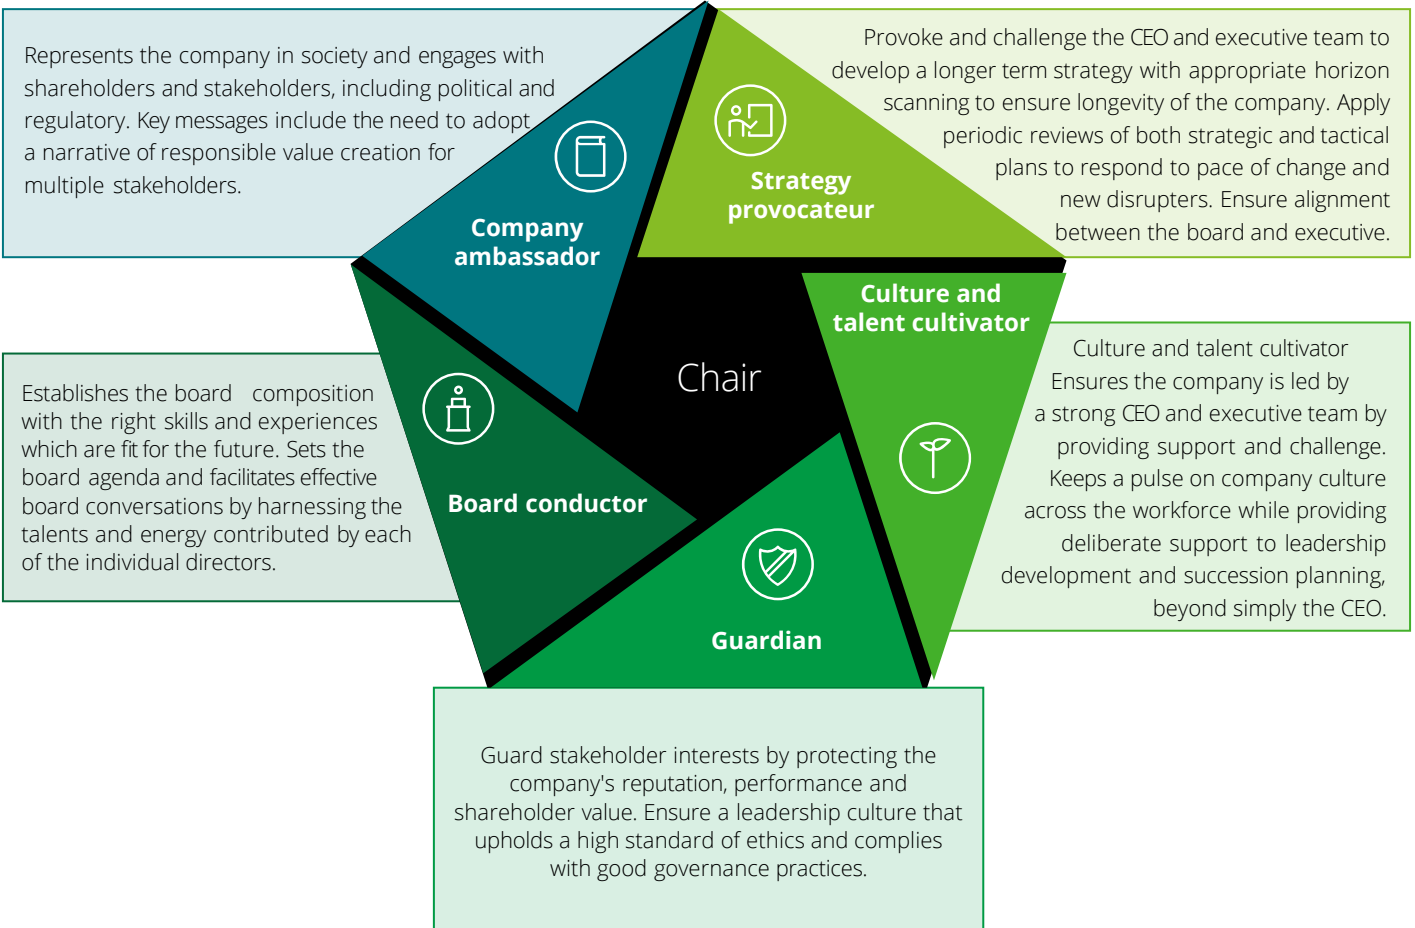 Represents the company in society and engages with
shareholders and stakeholders, including political and
regulatory. Key messages include the need to adopt
a narrative of responsible value creation for
multiple stakeholders.
Company
ambassador
Strategy
provocateur
Provoke and challenge the CEO and executive team to
develop a longer term strategy with appropriate horizon
scanning to ensure longevity of the company. Apply
periodic reviews of both strategic and tactical
plans to respond to pace of change and
new disrupters. Ensure alignment
between the board and executive.
Culture and
talent cultivator
Culture and talent cultivator
Ensures the company is led by
a strong CEO and executive team by
providing support and challenge.
Keeps a pulse on company culture
across the workforce while providing
deliberate support to leadership
development and succession planning,
beyond simply the CEO.
Chair
Establishes the board composition
with the right skills and experiences
which are fit for the future. Sets the
board agenda and facilitates effective
board conversations by harnessing the
talents and energy contributed by each
of the individual directors.
Board conductor
Guardian
Guard stakeholder interests by protecting the
company's reputation, performance and
shareholder value. Ensure a leadership culture that
upholds a high standard of ethics and complies
with good governance practices.